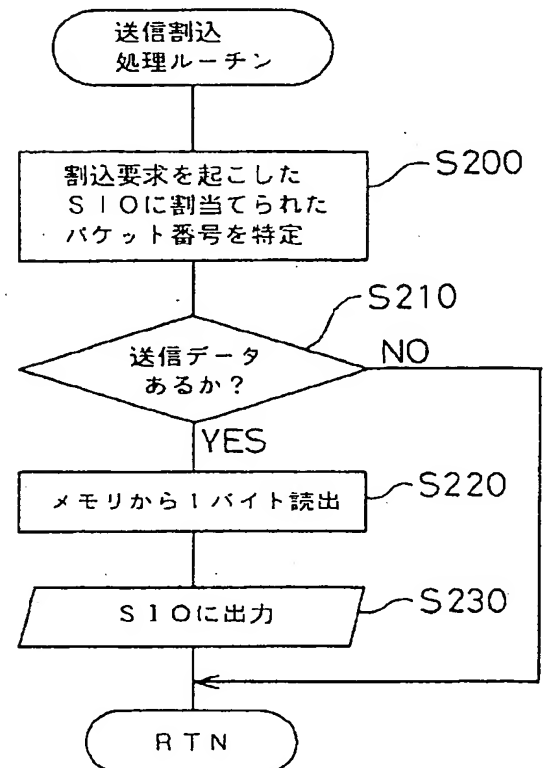 送信割込
処理ルーチン
割込要求を起こした
SIOに割当てられた
パケット番号を特定
S200
S210
送信データ
あるか?
NO
YES
メモリから1バイト読出
S220
SIOに出力
S230
RTN